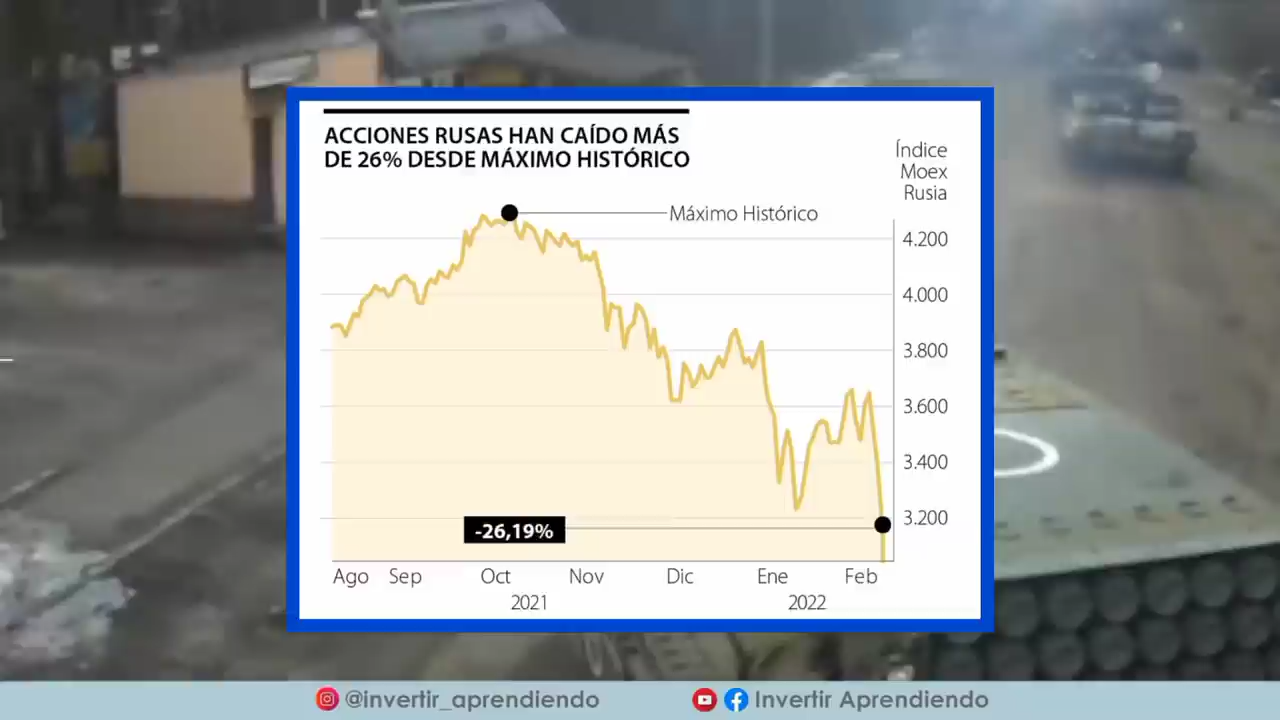 ACCIONES RUSAS HAN CAÍDO MÁS
DE 26% DESDE MÁXIMO HISTÓRICO
Índice
Moex
Rusia
Máximo Histórico
4.200
4.000
3.800
3.600
3.400
3.200
-26,19%
Ago Sep Oct Nov Dic Ene Feb
2021 2022
@invertir_aprendiendo Invertir Aprendiendo